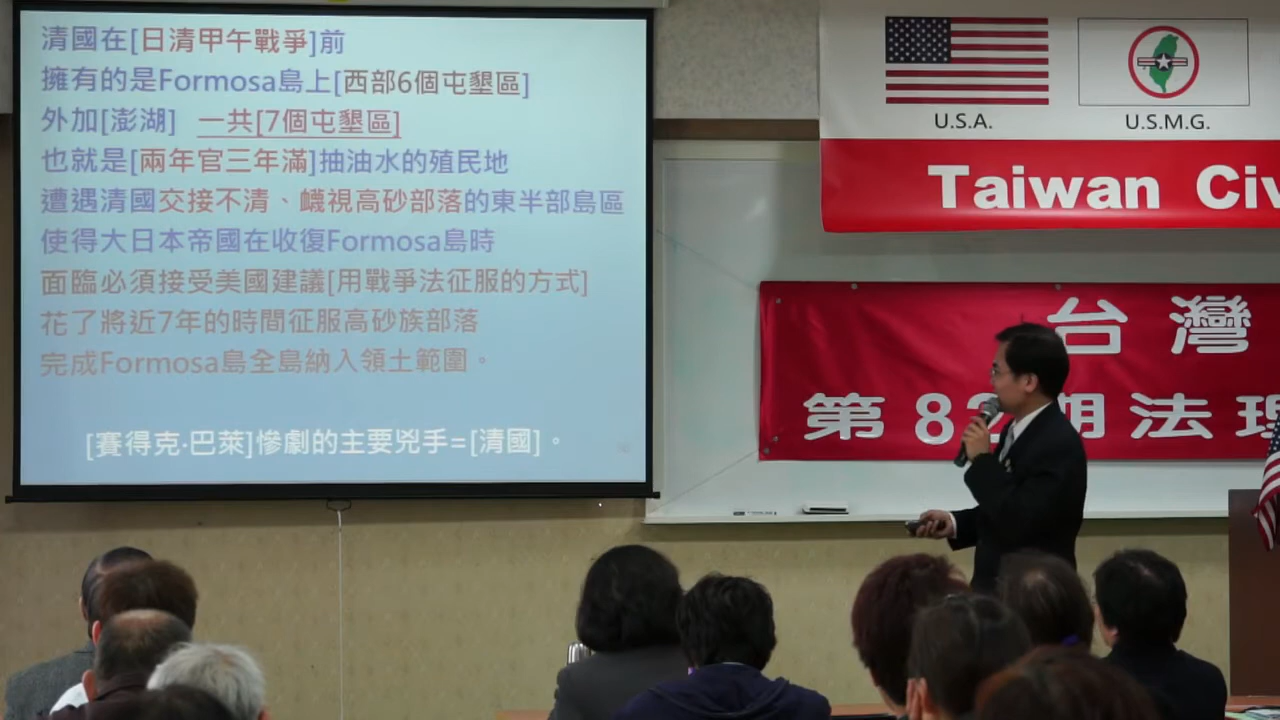 清國在[日清甲午戰爭]前
擁有的是Formosa島上[西部6個屯墾區]
外加[澎湖]  一共[7個屯墾區]
也就是[兩年官三年滿]抽油水的殖民地
遭遇清國交接不清、衊視高砂部落的東半部島區
使得大日本帝國在收復Formosa島時
面臨必須接受美國建議[用戰爭法征服的方式]
花了將近7年的時間征服高砂族部落
完成Formosa島全島納入領土範圍。
[賽得克·巴萊]慘劇的主要兇手=[清國]。
U.S.A.
U.S.M.G.
Taiwan Civ
台灣
第82期法理